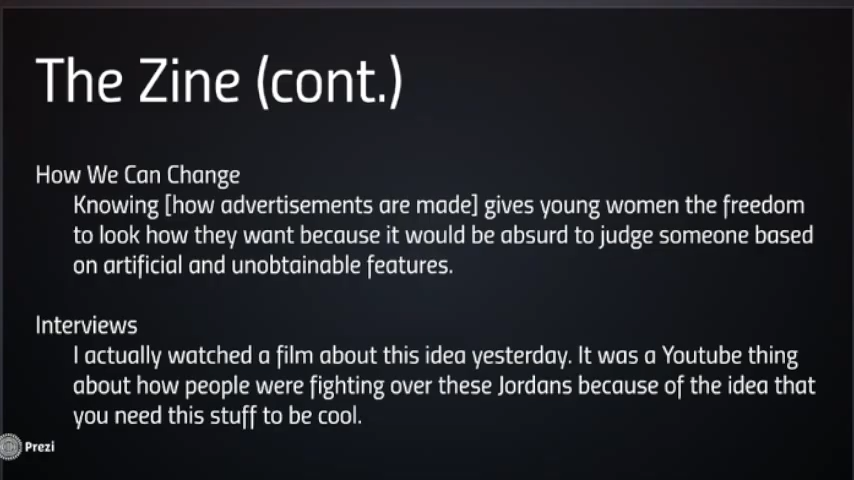 The Zine (cont.)
How We Can Change
Knowing [how advertisements are made] gives young women the freedom
to look how they want because it would be absurd to judge someone based
on artificial and unobtainable features.
Interviews
I actually watched a film about this idea yesterday. It was a Youtube thing
about how people were fighting over these Jordans because of the idea that
you need this stuff to be cool.
Prezi